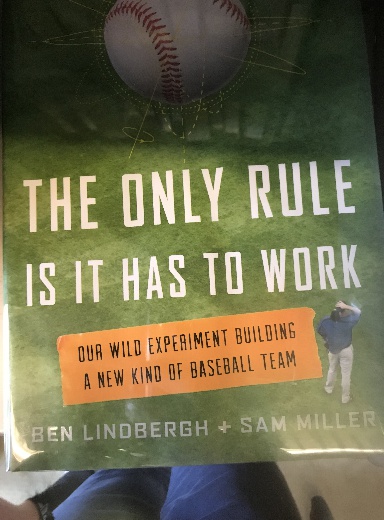 THE ONLY RULE
IS IT HAS TO WORK
OUR WILD EXPERIMENT BUILDING
A NEW KIND OF BASEBALL TEAM
BEN LINDBERGH + SAM MILLER